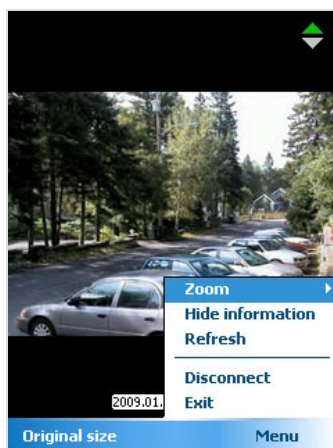 Zoom
Hide information
Refresh
Disconnect
2009.01.
Exit
Original size
Menu